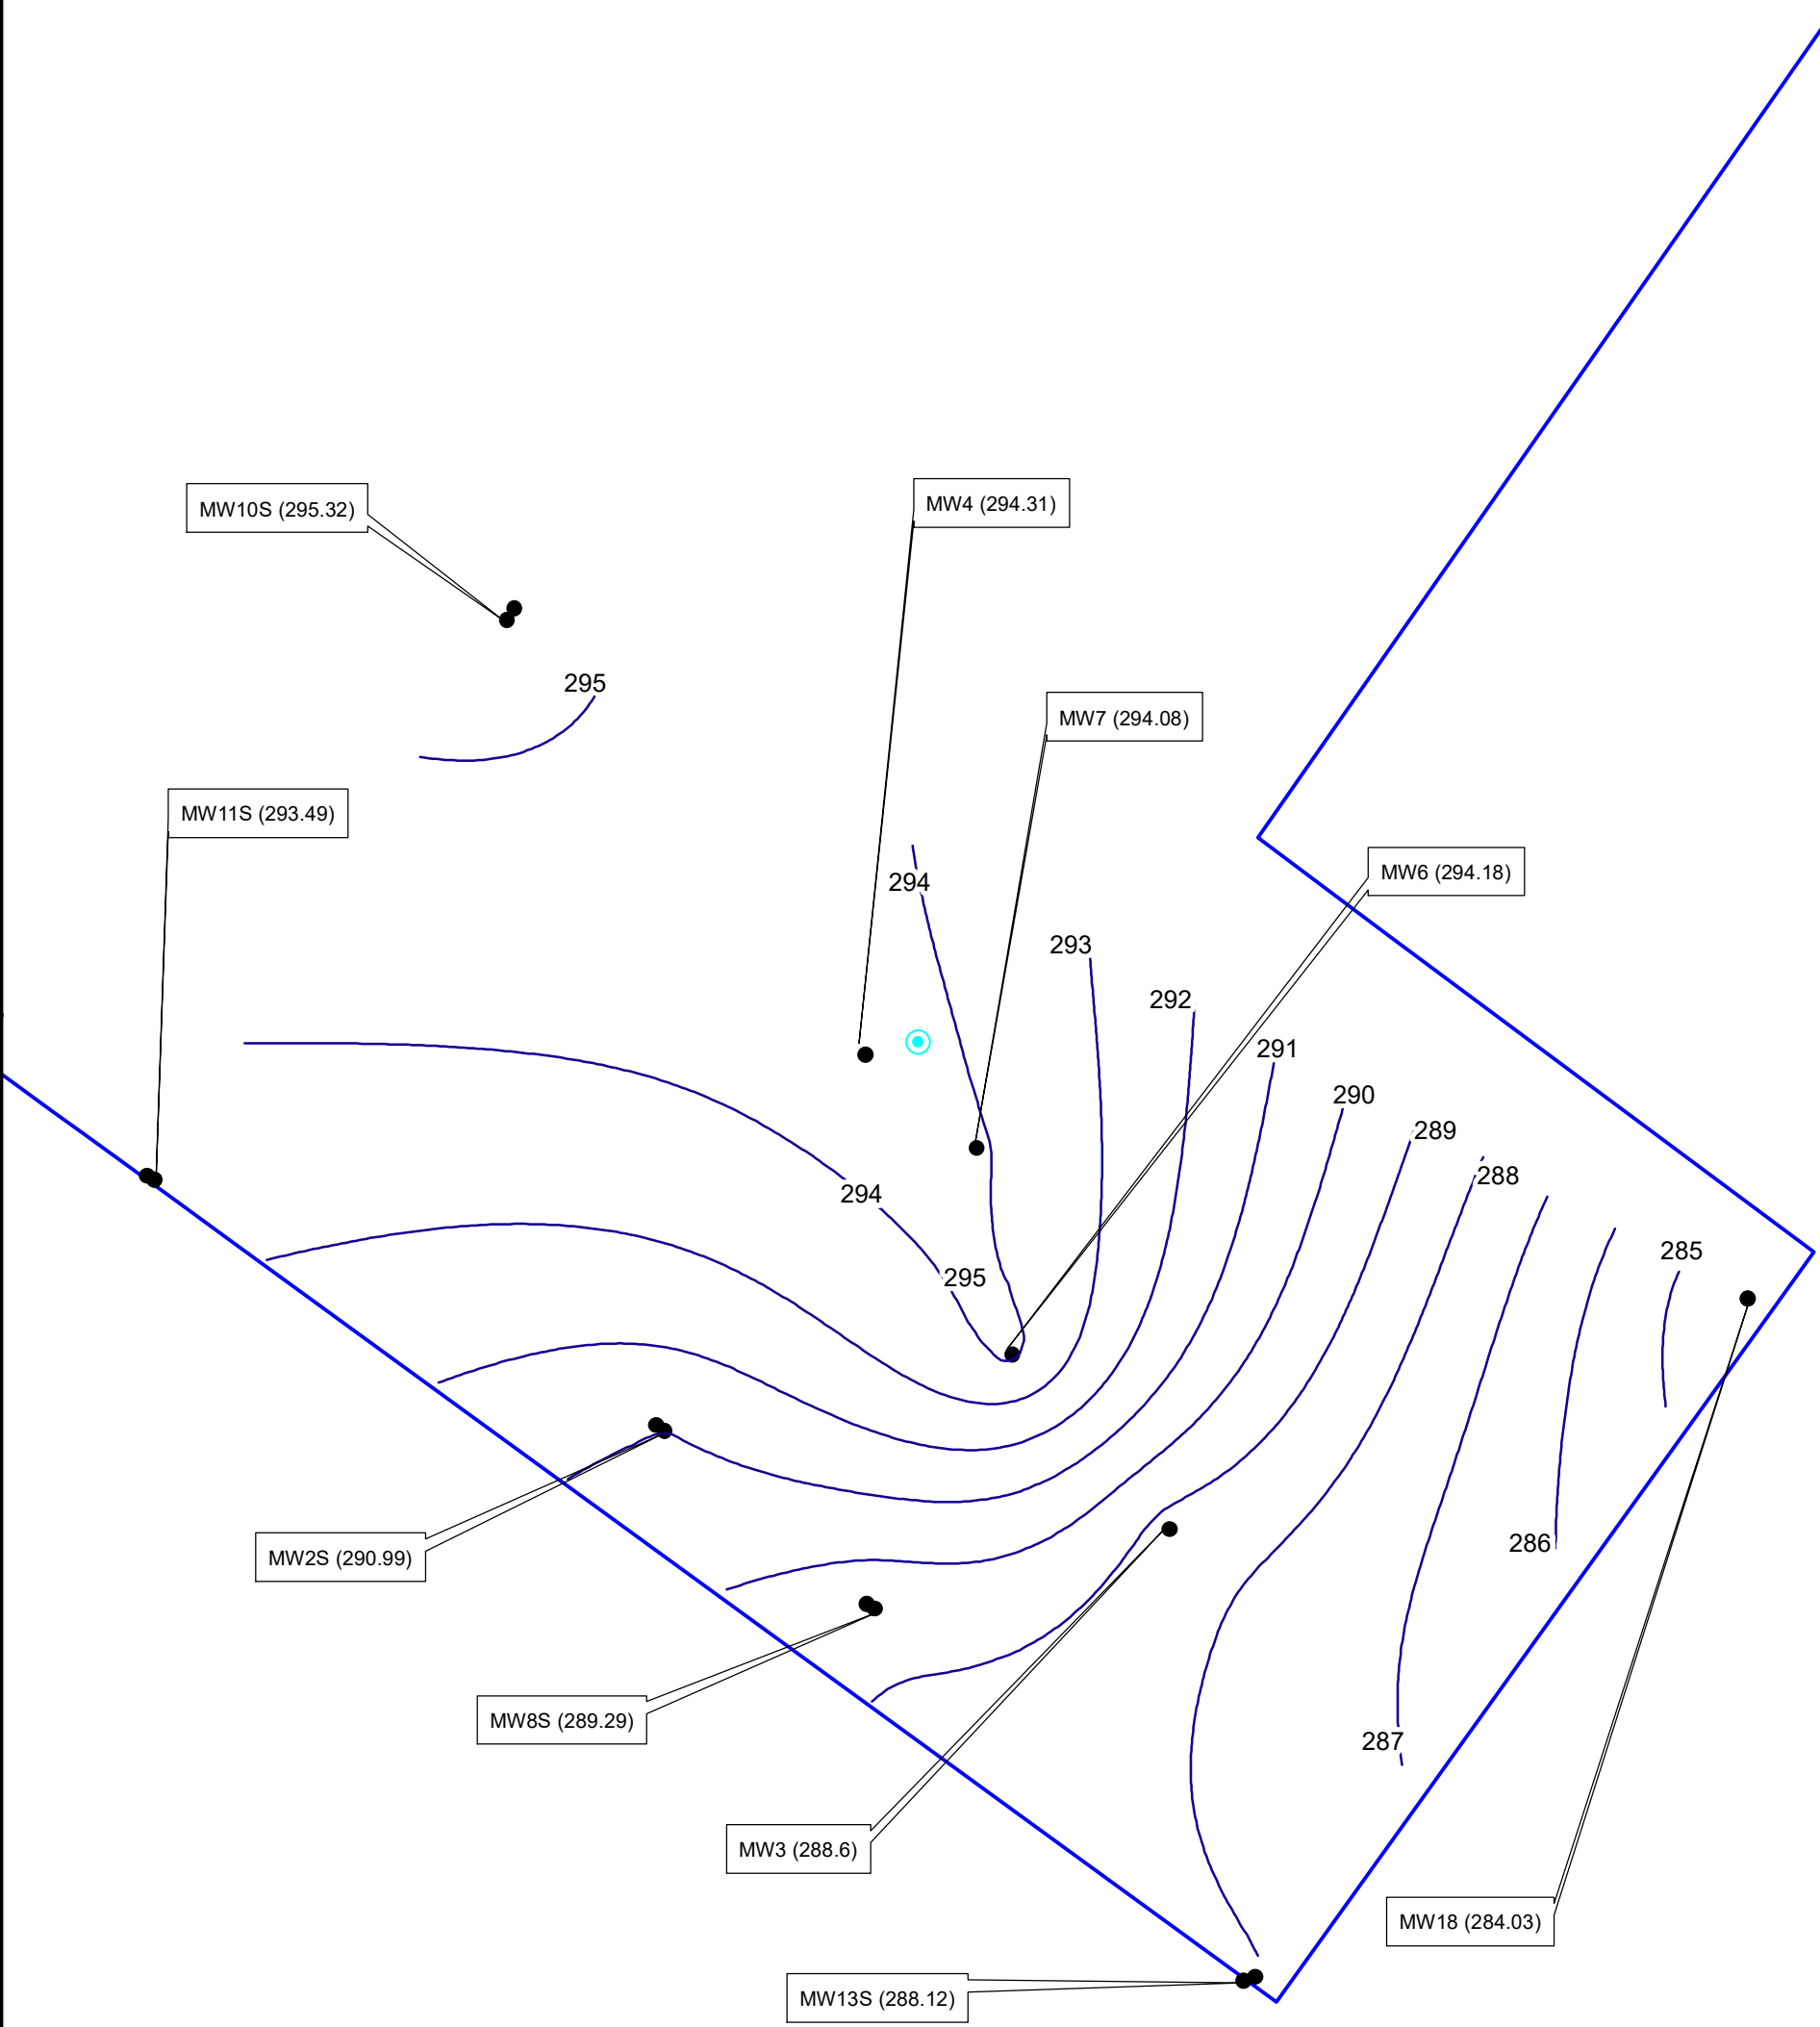 MW4 (294.31)
MW10S (295.32)
295
MW7 (294.08)
MW11S (293.49)
MW6 (294.18)
294
293
292
291
290
289
288
294
285
295
286
MW2S (290.99)
MW8S (289.29)
287
MW3 (288.6)
MW18 (284.03)
MW13S (288.12)